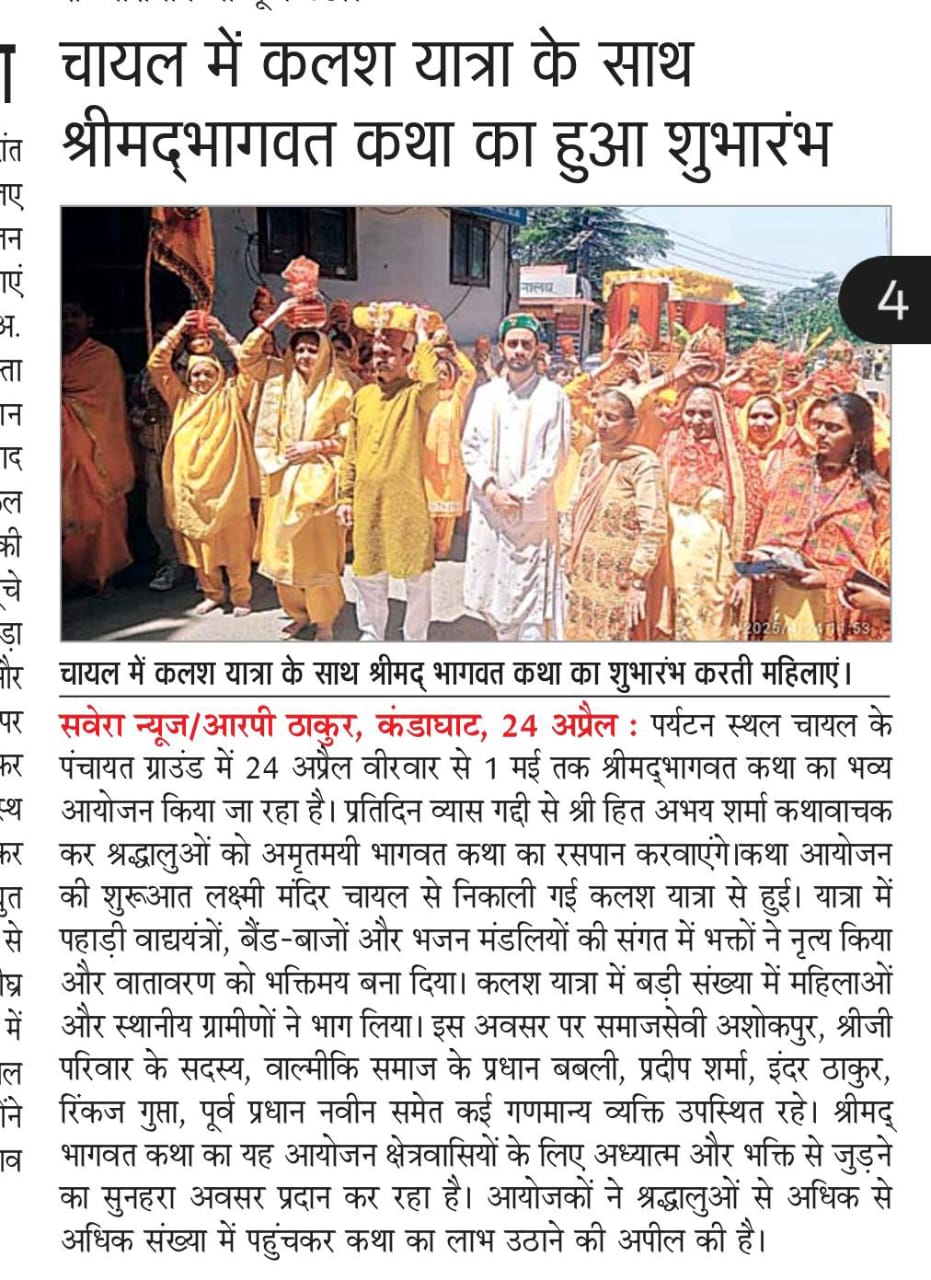 चायल में कलश यात्रा के साथ
श्रीमद्भागवत कथा का हुआ शुभारंभ
4
2025/4/24 11:53
चायल में कलश यात्रा के साथ श्रीमद् भागवत कथा का शुभारंभ करती महिलाएं।
सवेरा न्यूज/आरपी ठाकुर, कंडाघाट, 24 अप्रैल : पर्यटन स्थल चायल के
पंचायत ग्राउंड में 24 अप्रैल वीरवार से 1 मई तक श्रीमद्भागवत कथा का भव्य
आयोजन किया जा रहा है। प्रतिदिन व्यास गद्दी से श्री हित अभय शर्मा कथावाचक
कर श्रद्धालुओं को अमृतमयी भागवत कथा का रसपान करवाएंगे।कथा आयोजन
की शुरूआत लक्ष्मी मंदिर चायल से निकाली गई कलश यात्रा से हुई। यात्रा में
पहाड़ी वाद्ययंत्रों, बैंड-बाजों और भजन मंडलियों की संगत में भक्तों ने नृत्य किया
और वातावरण को भक्तिमय बना दिया। कलश यात्रा में बड़ी संख्या में महिलाओं
और स्थानीय ग्रामीणों ने भाग लिया। इस अवसर पर समाजसेवी अशोकपुर, श्रीजी
परिवार के सदस्य, वाल्मीकि समाज के प्रधान बबली, प्रदीप शर्मा, इंदर ठाकुर,
रिंकज गुप्ता, पूर्व प्रधान नवीन समेत कई गणमान्य व्यक्ति उपस्थित रहे। श्रीमद्
भागवत कथा का यह आयोजन क्षेत्रवासियों के लिए अध्यात्म और भक्ति से जुड़ने
का सुनहरा अवसर प्रदान कर रहा है। आयोजकों ने श्रद्धालुओं से अधिक से
अधिक संख्या में पहुंचकर कथा का लाभ उठाने की अपील की है।